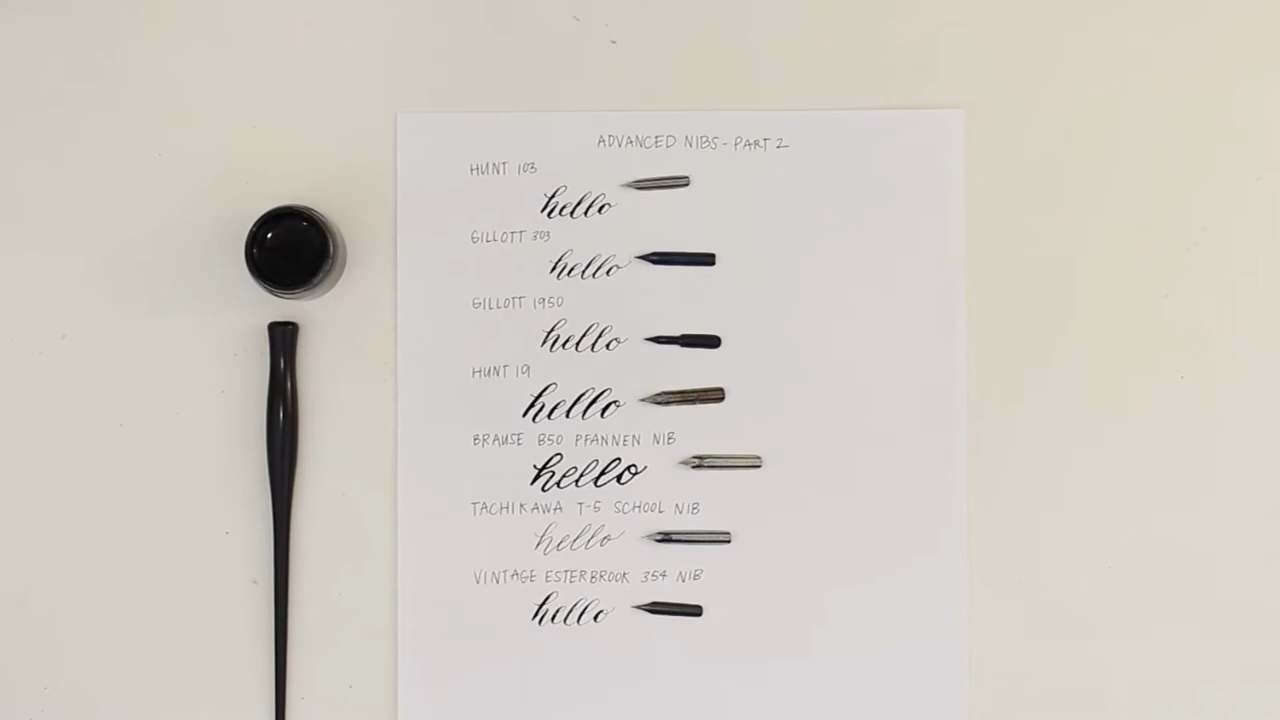 ADVANCED NIBS - PART 2
HUNT 103
hello
GILLOTT 303
hello
GILLOTT 1950
hello
HUNT 19
hello
BRAUSE B50 PFANNEN NIB
hello
TACHIKAWA T-5 SCHOOL NIB
hello
VINTAGE ESTERBROOK 354 NIB
hello